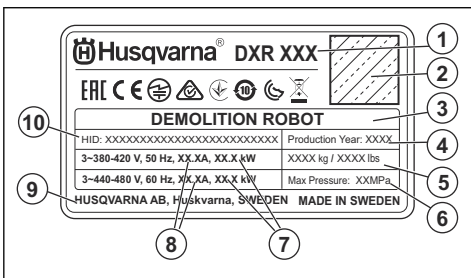 Husqvarna® DXR XXX
EAC CE 10
DEMOLITION ROBOT
HID: XXXXXXXXXXXXXXXXXXXXXXXXXX Production Year: XXXX
3~380-420 V, 50 Hz, XX.XA, XX.X kW XXXX kg / XXXX lbs
3~440-480 V, 60 Hz, XX.XA, XX.X kW Max Pressure: XXMPa
HUSQVARNA AB, Huskvarna, SWEDEN MADE IN SWEDEN
1
2
3
4
5
6
7
8
9
10